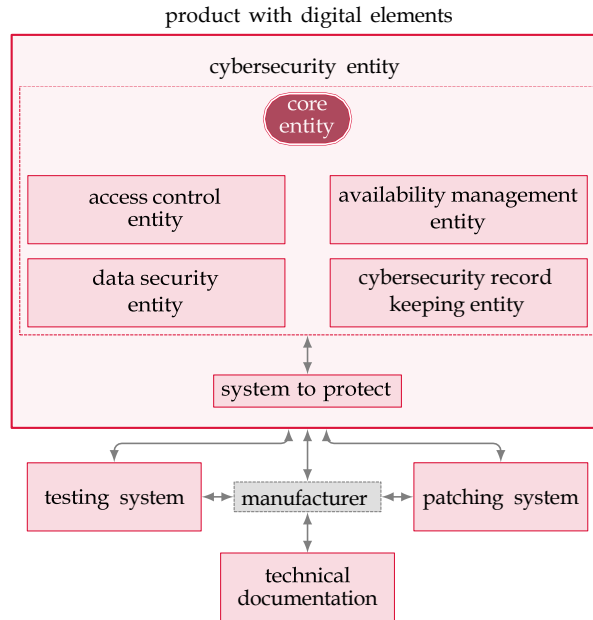 product with digital elements
cybersecurity entity
core
entity
access control
entity
availability management
entity
data security
entity
cybersecurity record
keeping entity
system to protect
testing system
manufacturer
patching system
technical
documentation